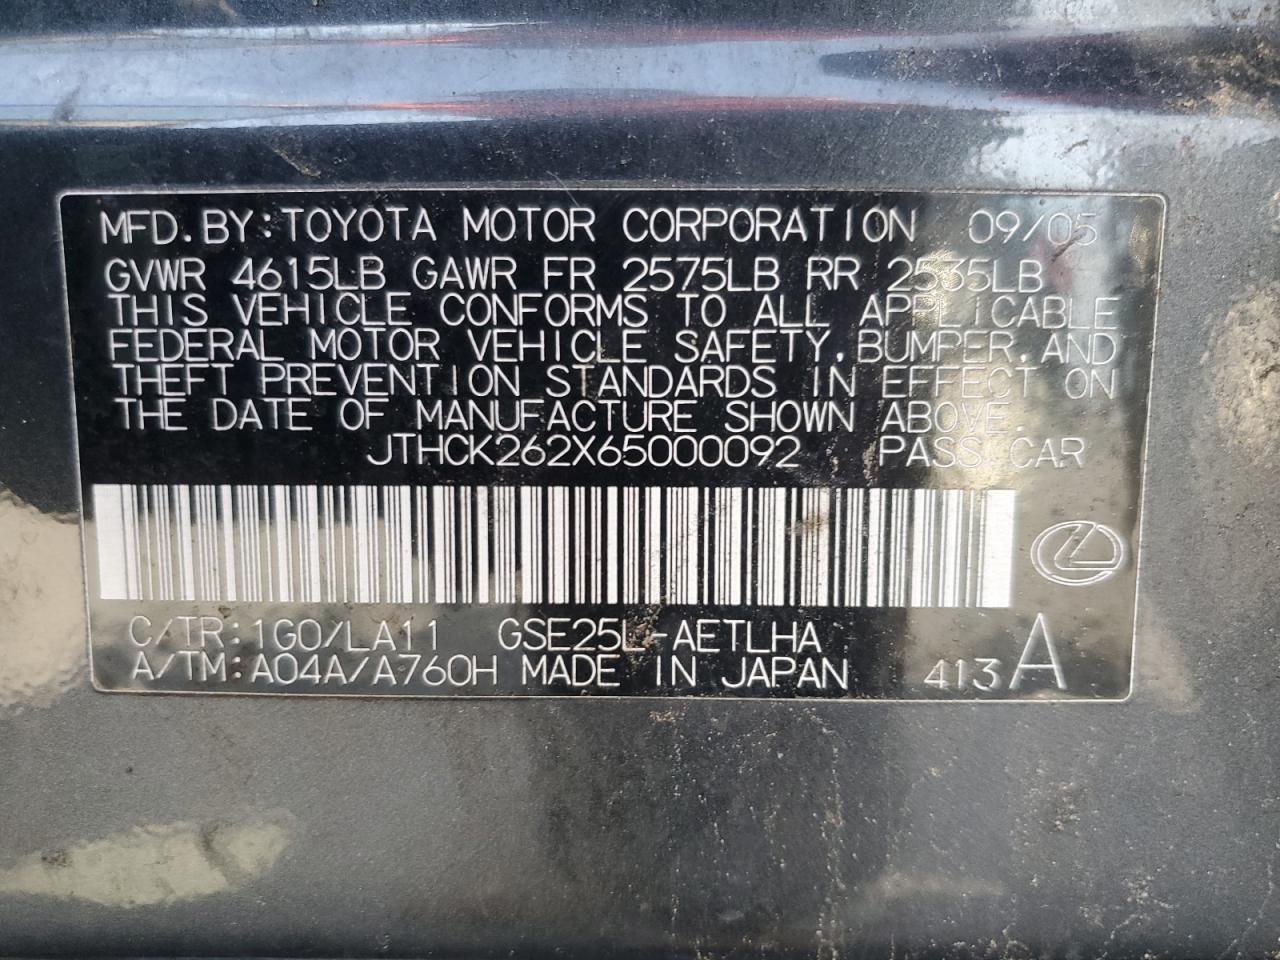 MFD.BY:TOYOTA MOTOR CORPORATION 09/05
GVWR 4615LB GAWR FR 2575LB RR 2535LB
THIS VEHICLE CONFORMS TO ALL APPLICABLE
FEDERAL MOTOR VEHICLE SAFETY,BUMPER,AND
THEFT PREVENTION STANDARDS IN EFFECT ON
THE DATE OF MANUFACTURE SHOWN ABOVE.
JTHCK262X65000092 PASS.CAR
C/TR:1G0/LA11 GSE25L-AETLHA
A/TM:A04A/A760H MADE IN JAPAN 413 A